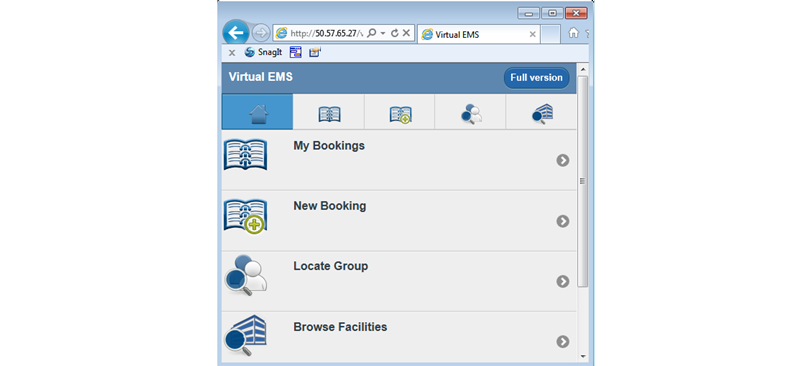 http://50.57.65.27/
Virtual EMS
SnagIt
Virtual EMS
Full version
My Bookings
New Booking
Locate Group
Browse Facilities